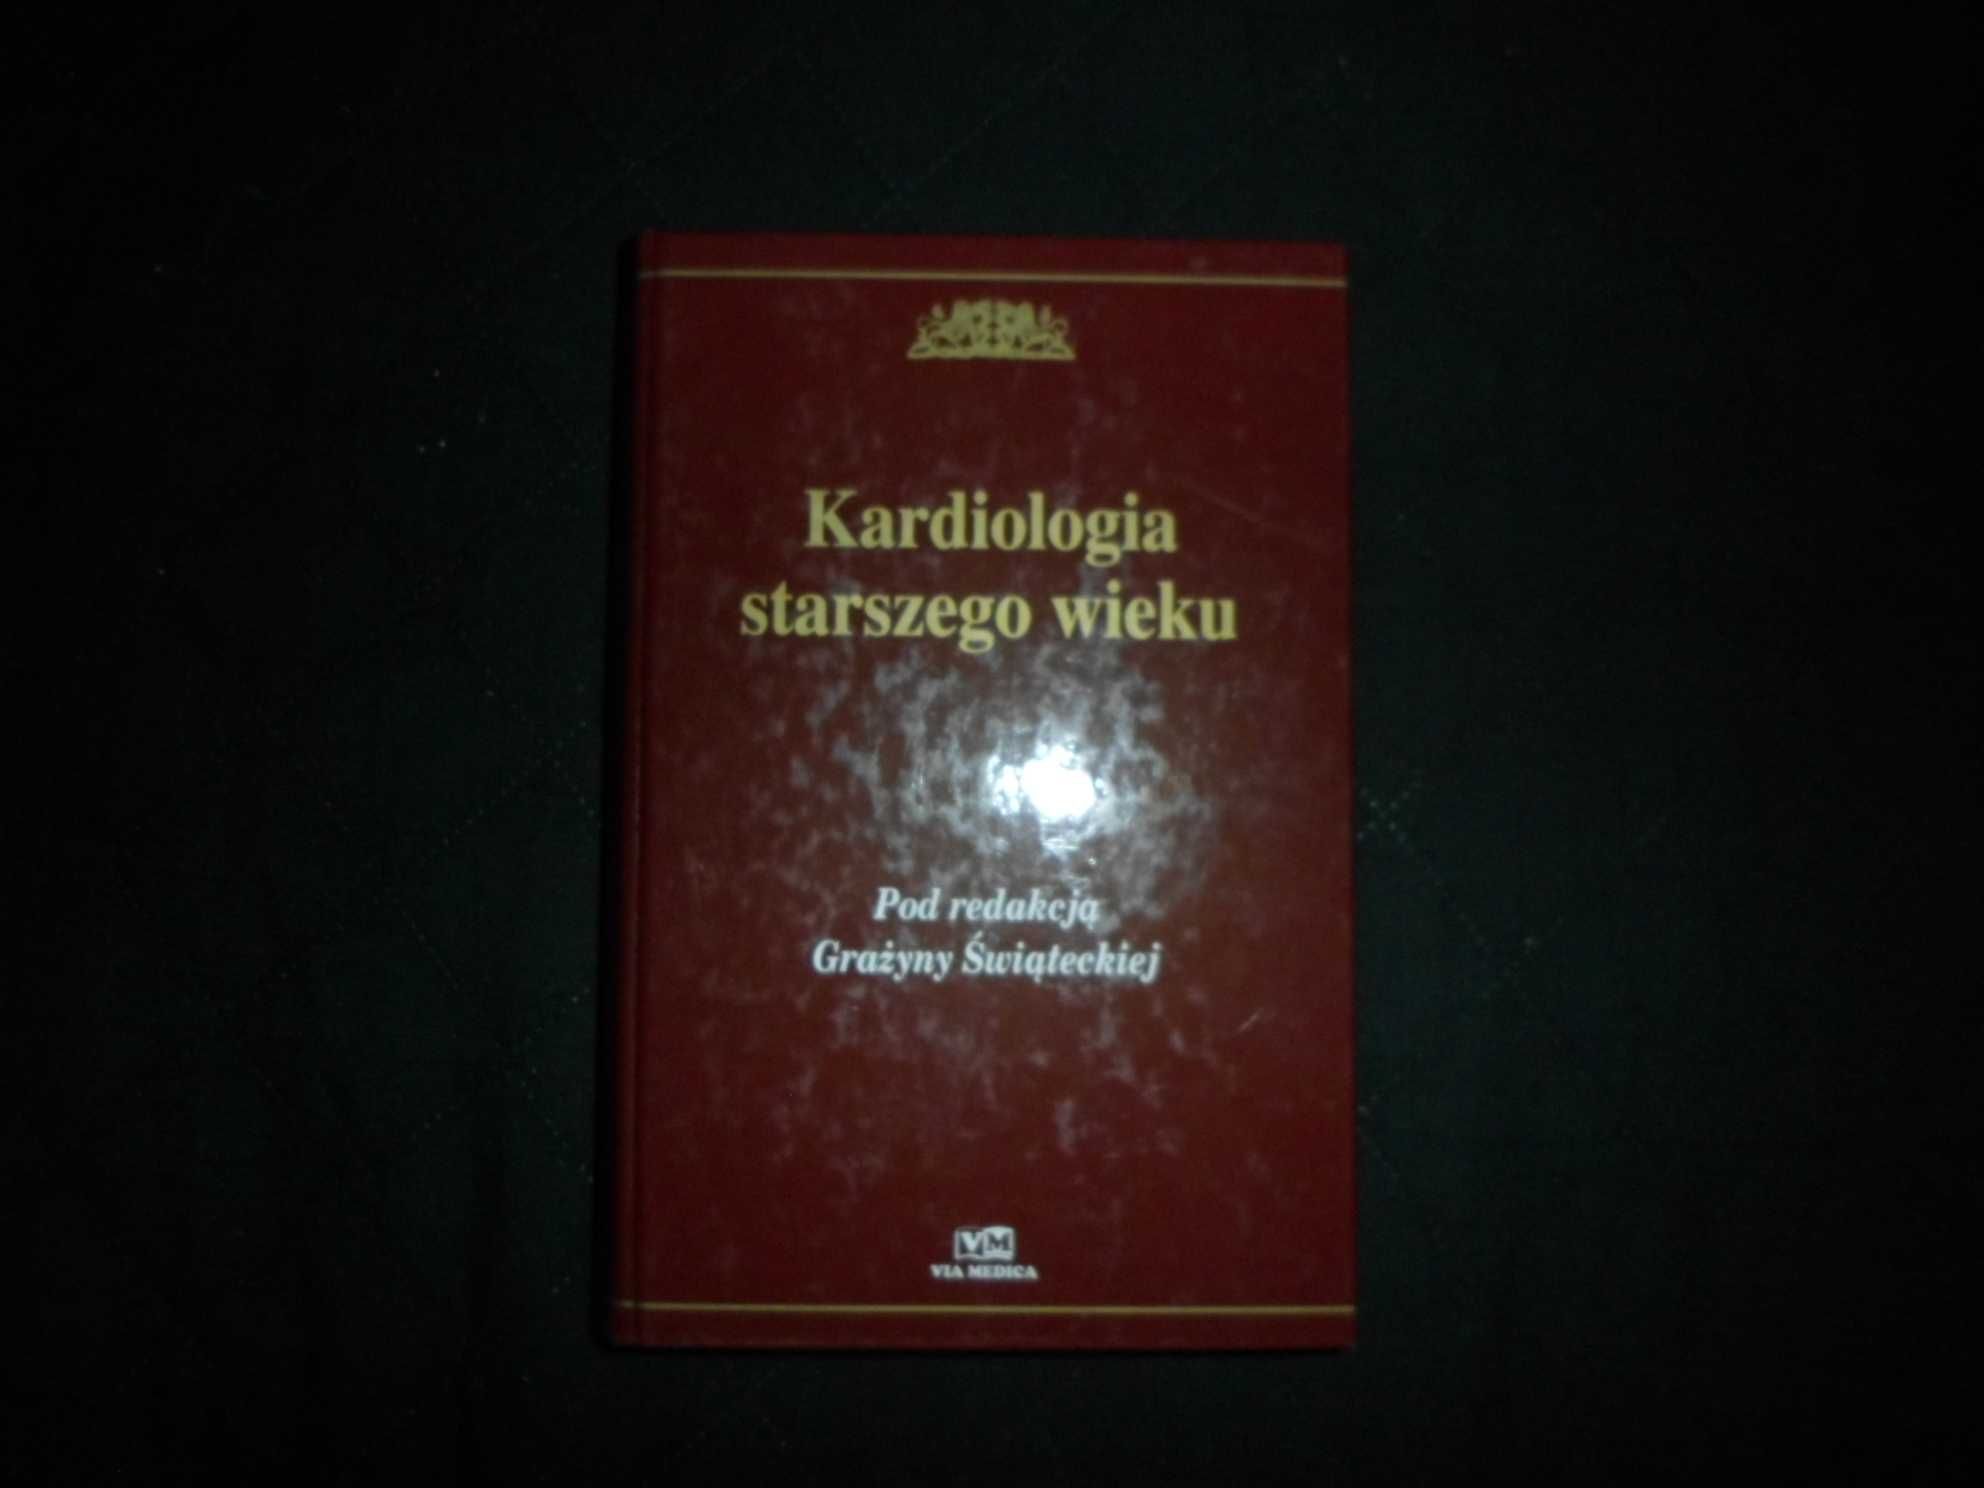 Kardiologia
starszego wieku
Pod redakcją
Grażyny Świąteckiej
VM
VIA MEDICA